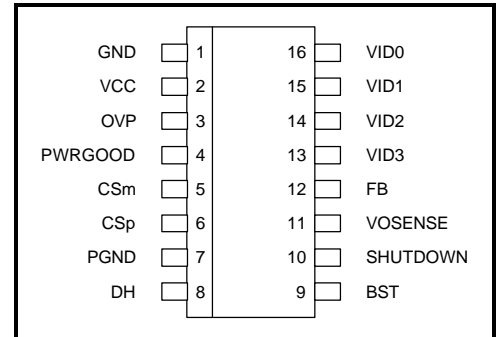 GND 1 16 VID0
VCC 2 15 VID1
OVP 3 14 VID2
PWRGOOD 4 13 VID3
CSm 5 12 FB
CSp 6 11 VOSENSE
PGND 7 10 SHUTDOWN
DH 8 9 BST